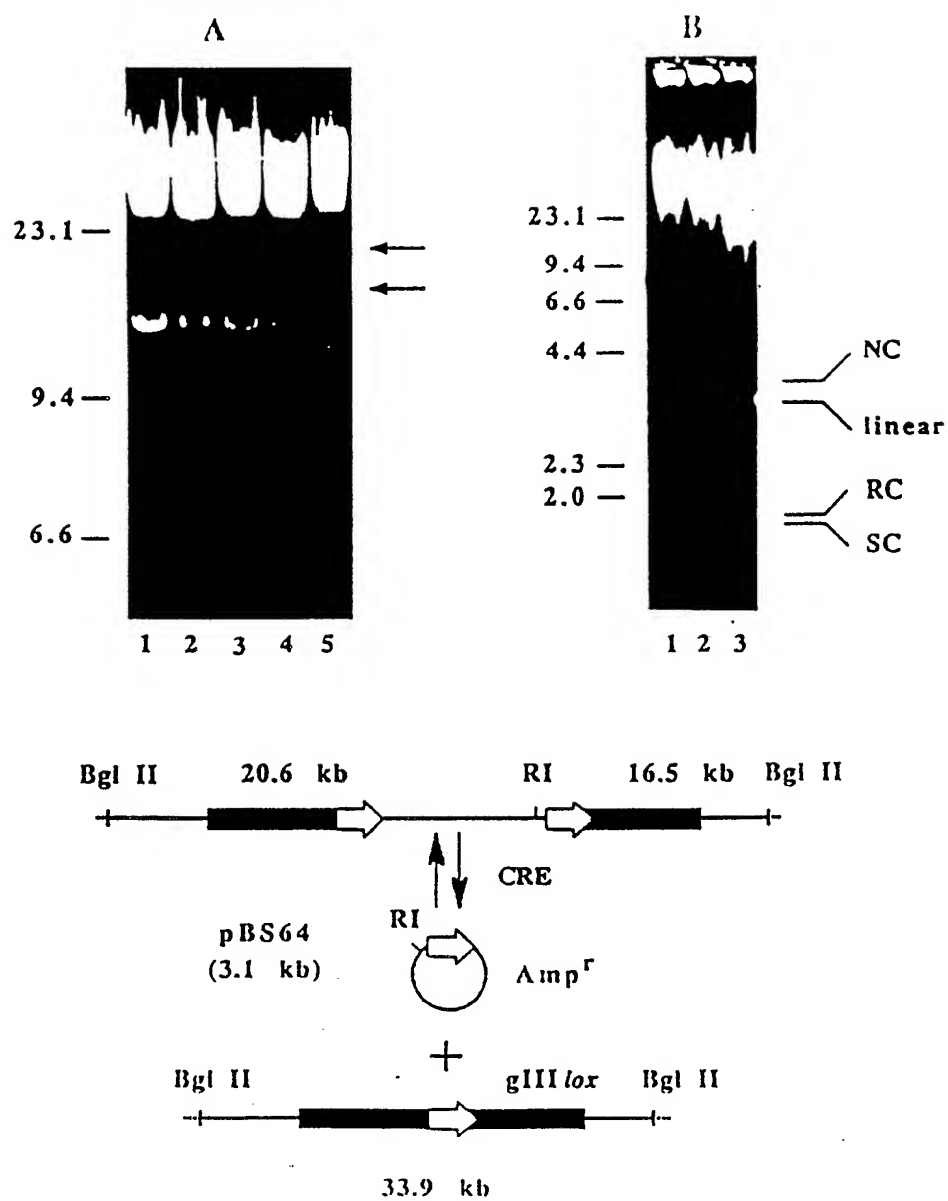 A
23.1
9.4
6.6
1 2 3 4 5
B
23.1
9.4
6.6
4.4
2.3
2.0
NC
linear
RC
SC
1 2 3
Bgl II 20.6 kb RI 16.5 kb Bgl II
CRE
RI
pBS64
(3.1 kb)
Amp^r
+
Bgl II gIII lox Bgl II
33.9 kb